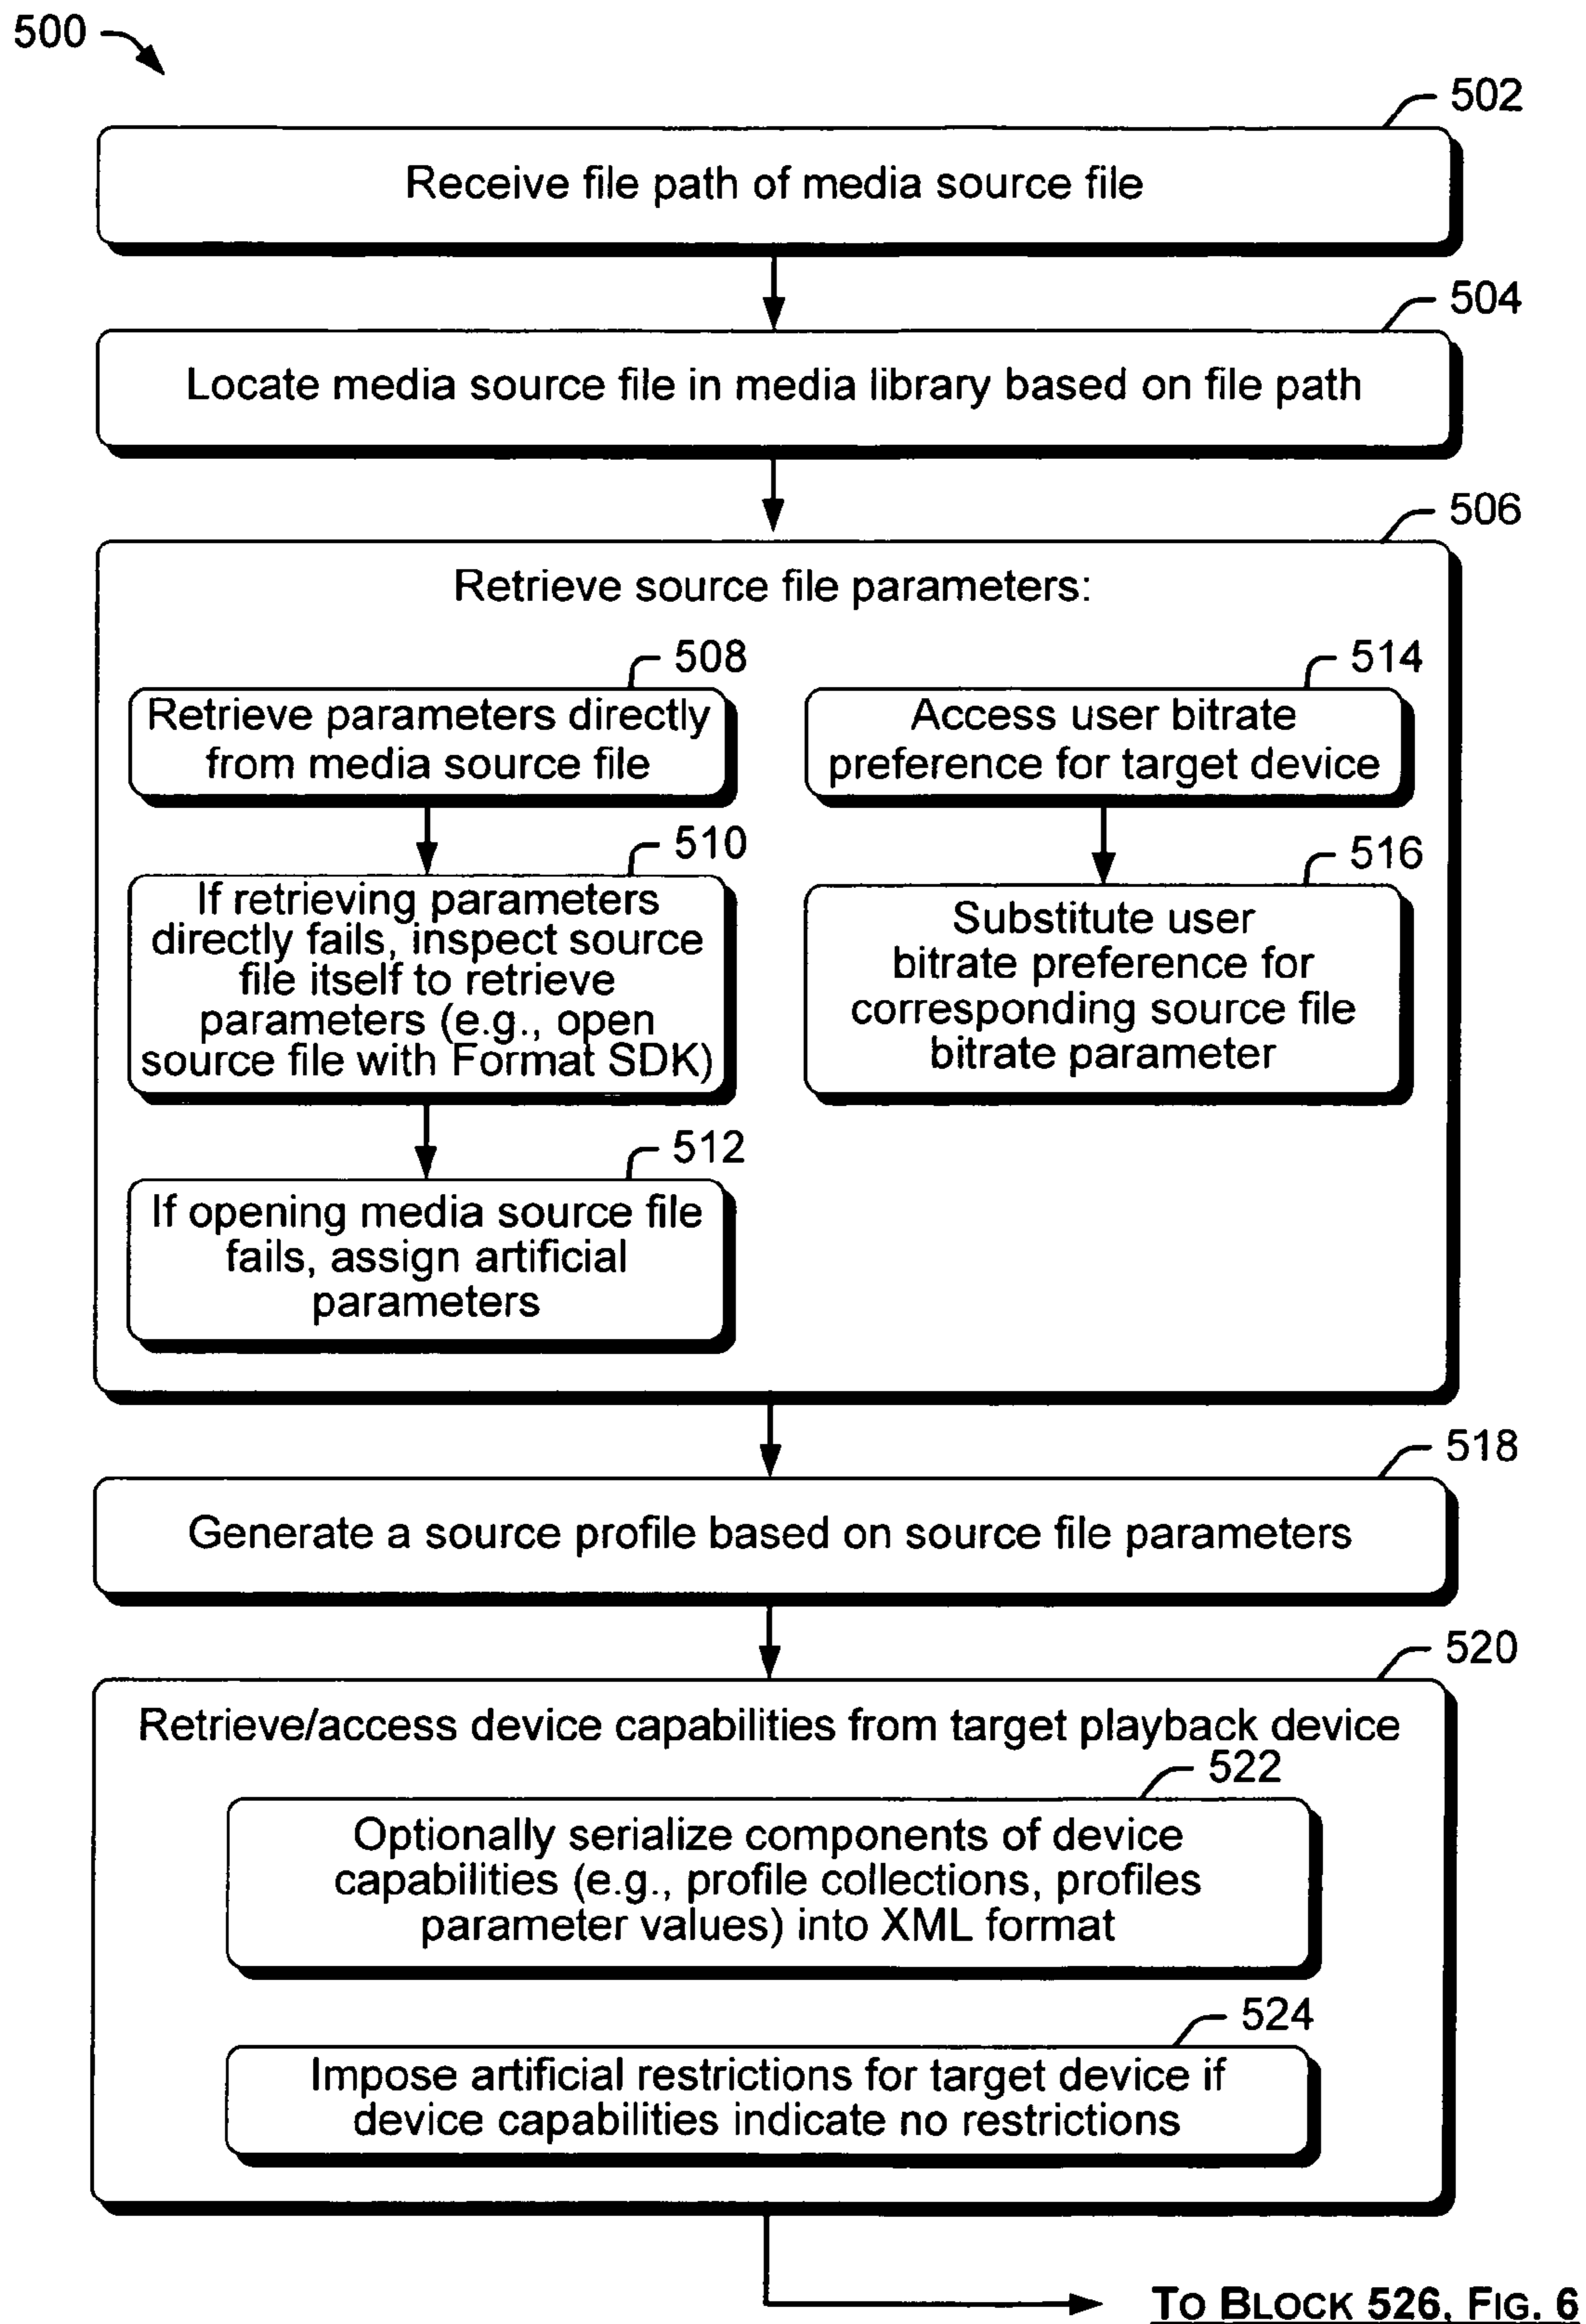 500
502
Receive file path of media source file
504
Locate media source file in media library based on file path
506
Retrieve source file parameters:
508
Retrieve parameters directly
from media source file
510
If retrieving parameters
directly fails, inspect source
file itself to retrieve
parameters (e.g., open
source file with Format SDK)
512
If opening media source file
fails, assign artificial
parameters
514
Access user bitrate
preference for target device
516
Substitute user
bitrate preference for
corresponding source file
bitrate parameter
518
Generate a source profile based on source file parameters
520
Retrieve/access device capabilities from target playback device
522
Optionally serialize components of device
capabilities (e.g., profile collections, profiles
parameter values) into XML format
524
Impose artificial restrictions for target device if
device capabilities indicate no restrictions
TO BLOCK 526, FIG. 6